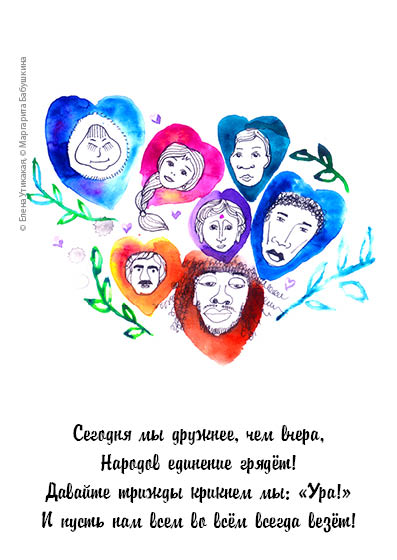 © Елена Утикакая, © Маргарита Бабушкина
Сегодня мы дружнее, чем вчера,
Народов единение грядёт!
Давайте трижды крикнем мы: «Ура!»
И пусть нам всем во всём всегда везёт!